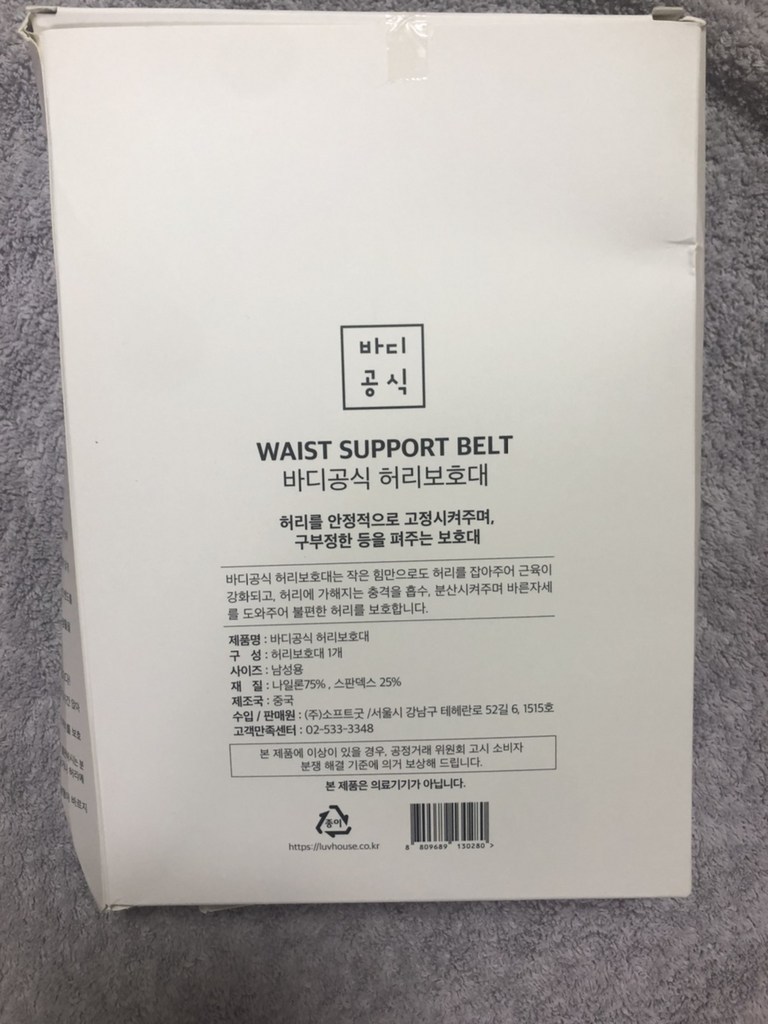 바디
공식
WAIST SUPPORT BELT
바디공식 허리보호대
허리를 안정적으로 고정시켜주며,
구부정한 등을 펴주는 보호대
바디공식 허리보호대는 작은 힘만으로도 허리를 잡아주어 근육이
강화되고, 허리에 가해지는 충격을 흡수, 분산시켜주며 바른자세
를 도와주어 불편한 허리를 보호합니다.
제품명 : 바디공식 허리보호대
구 성 : 허리보호대 1개
사이즈 : 남성용
재 질 : 나일론75% , 스판덱스 25%
제조국 : 중국
수입 / 판매원 : (주)소프트굿 /서울시 강남구 테헤란로 52길 6, 1515호
고객만족센터 : 02-533-3348
본 제품에 이상이 있을 경우, 공정거래 위원회 고시 소비자
분쟁 해결 기준에 의거 보상해 드립니다.
본 제품은 의료기기가 아닙니다.
종이
https://luvhouse.co.kr
8 809689 130280 >